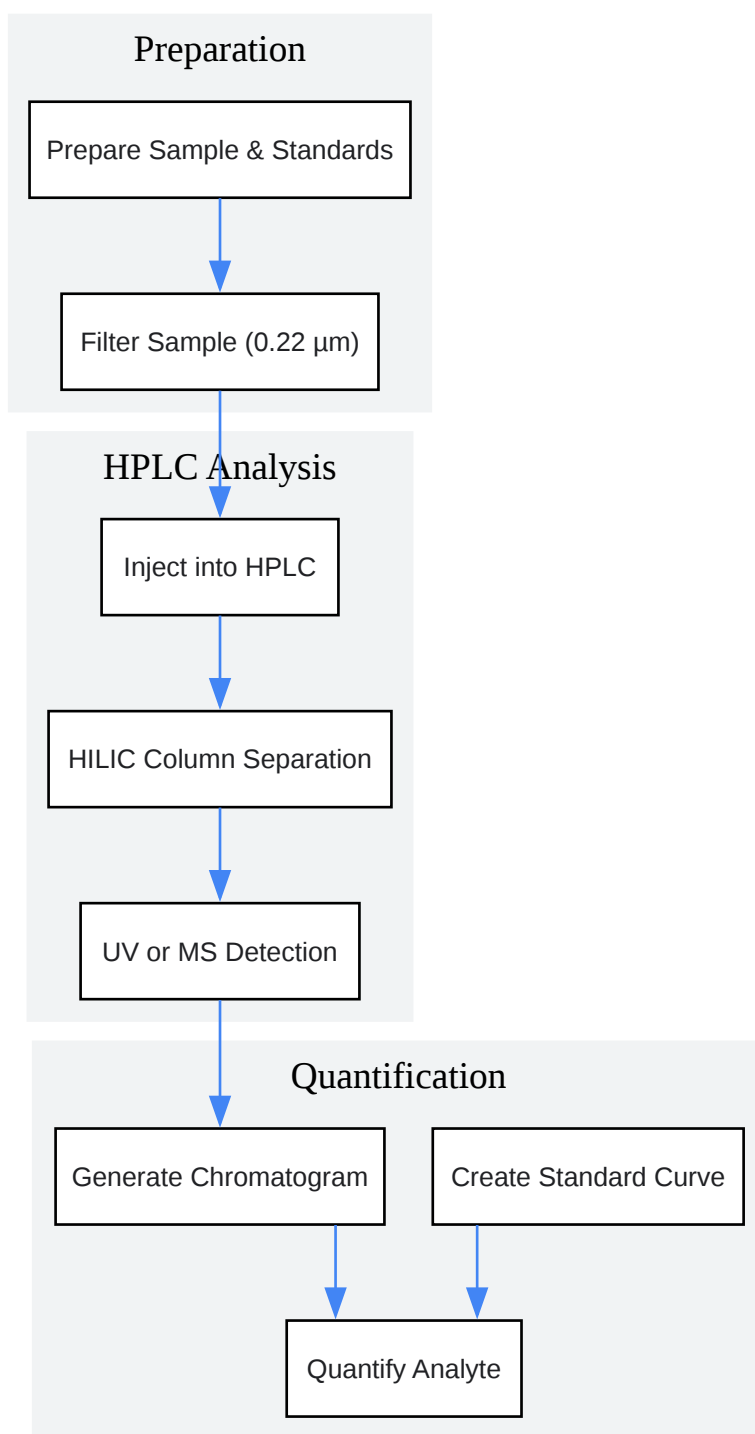 Preparation
Prepare Sample & Standards
Filter Sample (0.22 µm)
HPLC Analysis
Inject into HPLC
HILIC Column Separation
UV or MS Detection
Quantification
Generate Chromatogram
Create Standard Curve
Quantify Analyte